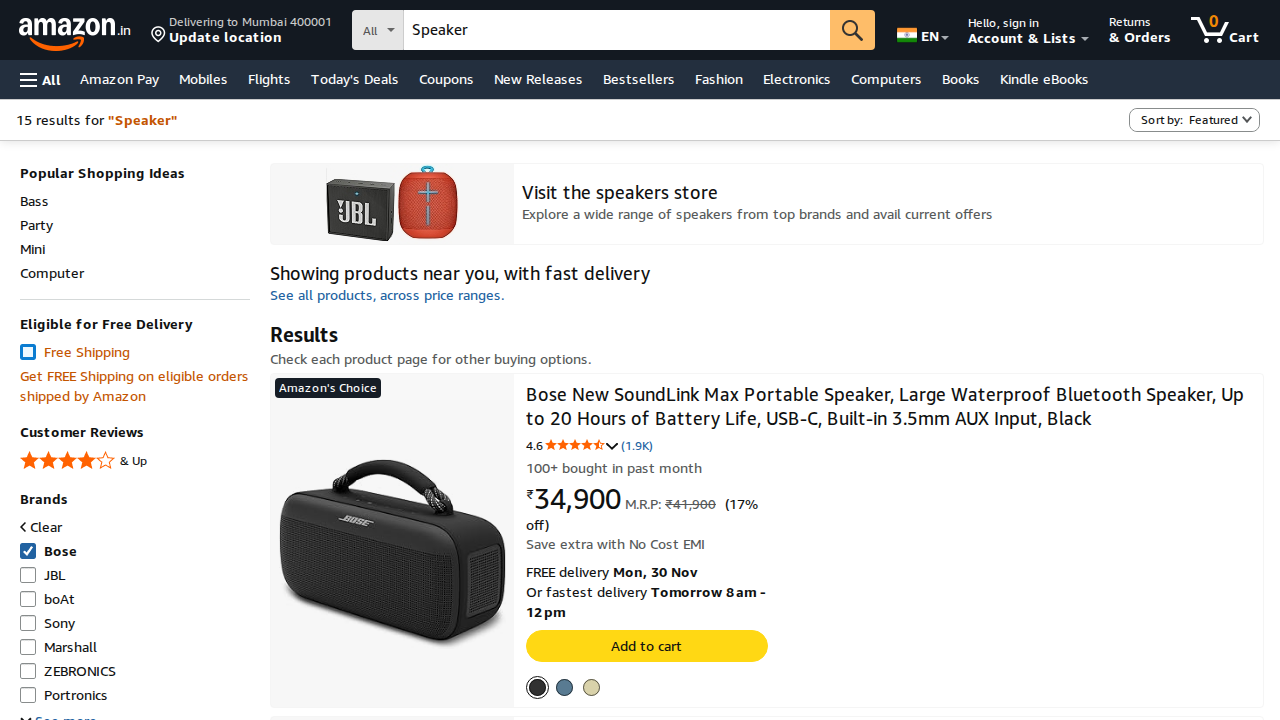 amazon.in
Delivering to Mumbai 400001
Update location
All
Speaker
EN
Hello, sign in
Account & Lists
Returns
& Orders
0
Cart
All
Amazon Pay
Mobiles
Flights
Today's Deals
Coupons
New Releases
Bestsellers
Fashion
Electronics
Computers
Books
Kindle eBooks
15 results for "Speaker"
Sort by: Featured
Popular Shopping Ideas
Bass
Party
Mini
Computer
Eligible for Free Delivery
Free Shipping
Get FREE Shipping on eligible orders
shipped by Amazon
Customer Reviews
& Up
Brands
Clear
Bose
JBL
boAt
Sony
Marshall
ZEBRONICS
Portronics
See more
JBL
Visit the speakers store
Explore a wide range of speakers from top brands and avail current offers
Showing products near you, with fast delivery
See all products, across price ranges.
Results
Check each product page for other buying options.
Amazon's Choice
BOSE
Bose New SoundLink Max Portable Speaker, Large Waterproof Bluetooth Speaker, Up
to 20 Hours of Battery Life, USB-C, Built-in 3.5mm AUX Input, Black
4.6 (1.9K)
100+ bought in past month
₹34,900 M.R.P: ₹41,900 (17%
off)
Save extra with No Cost EMI
FREE delivery Mon, 30 Nov
Or fastest delivery Tomorrow 8 am -
12 pm
Add to cart